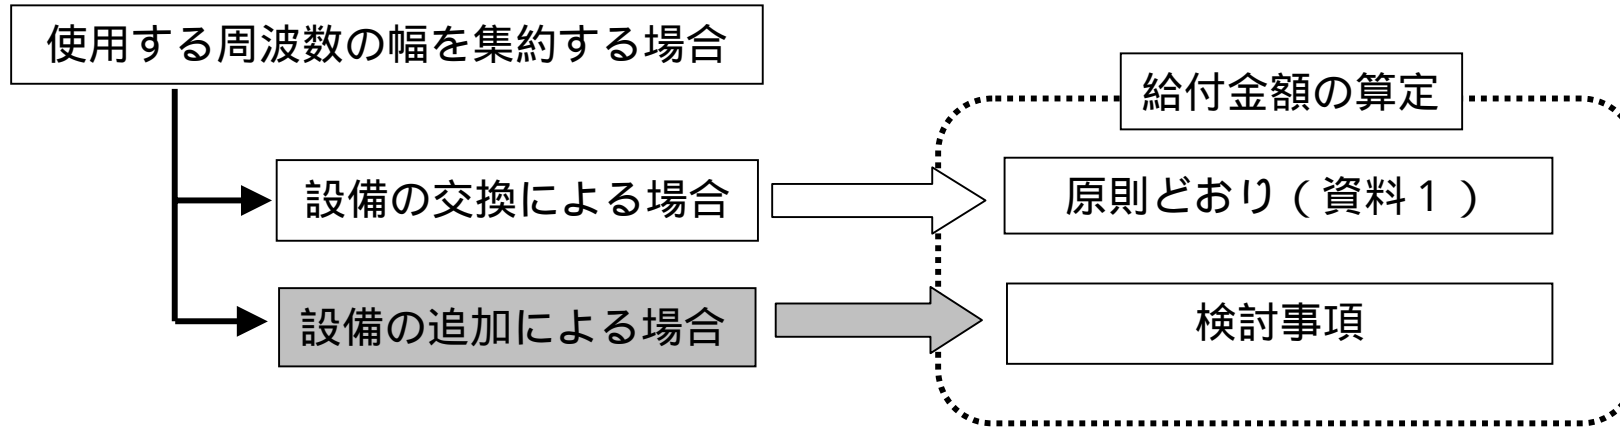 使用する周波数の幅を集約する場合
給付金額の算定
設備の交換による場合
原則どおり（資料１）
設備の追加による場合
検討事項